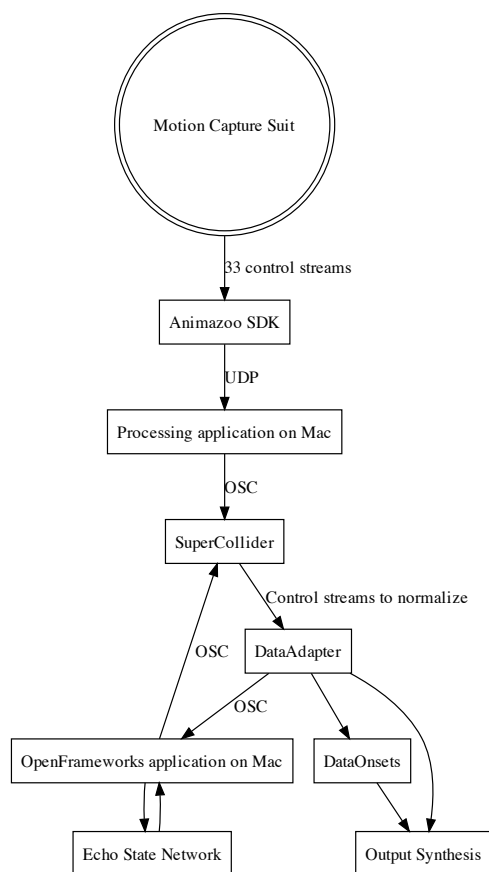 Motion Capture Suit
33 control streams
Animazoo SDK
UDP
Processing application on Mac
OSC
SuperCollider
Control streams to normalize
OSC
DataAdapter
OSC
OpenFrameworks application on Mac
DataOnsets
Echo State Network
Output Synthesis